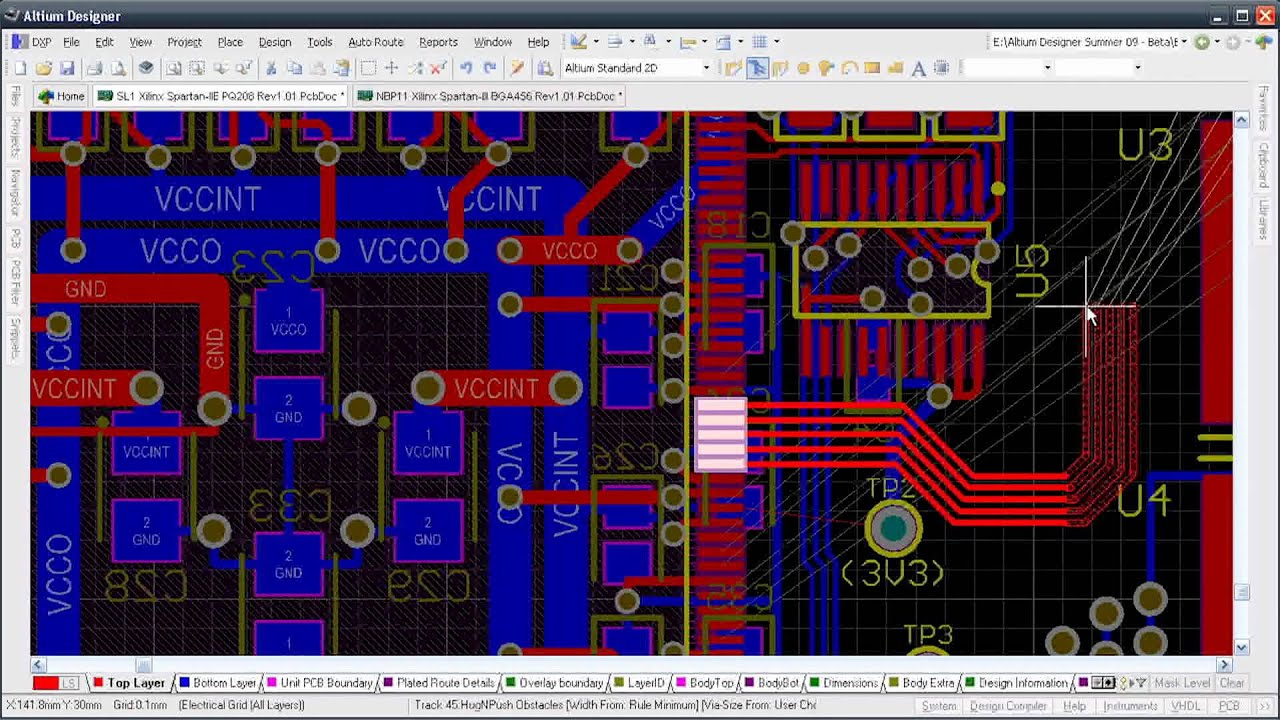 Altium Designer
DXP File Edit View Project Place Design Tools Auto Route Reports Window Help
E:\Altium Designer Summer 09 - Beta\E
Altium Standard 2D
Home SL1 Xilinx Spartan-IIE PQ208 Rev1.01.PcbDoc * NBP11 Xilinx Spartan-III BGA456 Rev1.01.PcbDoc *
Files
Projects
Navigator
PCB
PCB Filter
Snippets
Favorites
Clipboard
Libraries
U3
VCCINT VCCINT
VCCO
VCCO VCCO VCCO
C18
C23
C21
U5
GND
1
VCCO
GND
VCCINT VCCINT
2
GND
1
VCCINT
1
VCCINT
VCCINT
C26
TP2
U4
C33
2
GND
2
GND
VCCO
2
GND
(3V3)
C28 C29
TP3
1
LS Top Layer Bottom Layer Unit PCB Boundary Plated Route Details Overlay boundary LayerID BodyTop BodyBot Dimensions Body Extra Design Information Mask Level Clear
X:141.8mm Y:30mm Grid:0.1mm (Electrical Grid [All Layers]) Track 45:HugNPush Obstacles [Width From: Rule Minimum] [Via-Size From: User Ch System Design Compiler Help Instruments VHDL PCB >>